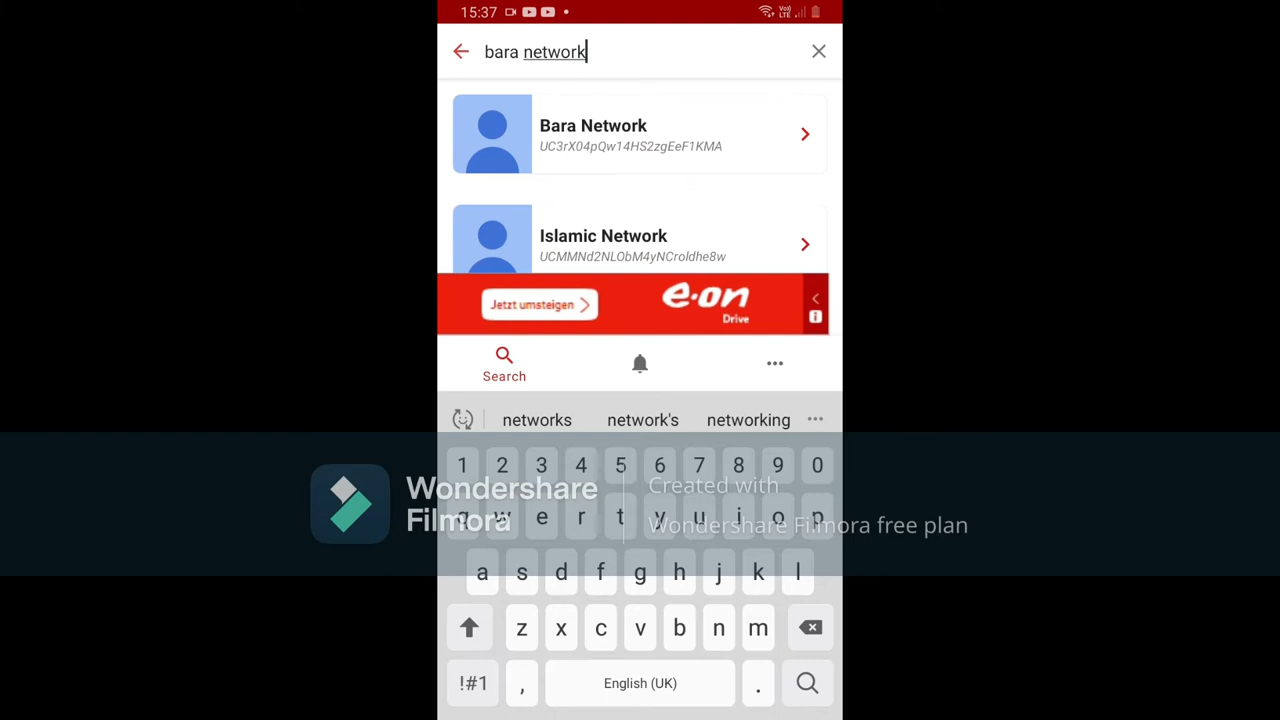 15:37
Vo)) LTE
bara network
Bara Network
UC3rX04pQw14HS2zgEeF1KMA
Islamic Network
UCMMNd2NLObM4yNCroldhe8w
Jetzt umsteigen
e·on
Drive
Search
networks network's networking
1 2 3 4 5 6 7 8 9 0
q w e r t y u i o p
Wondershare
Filmora
Created with
Wondershare Filmora free plan
a s d f g h j k l
z x c v b n m
!#1 , English (UK) .